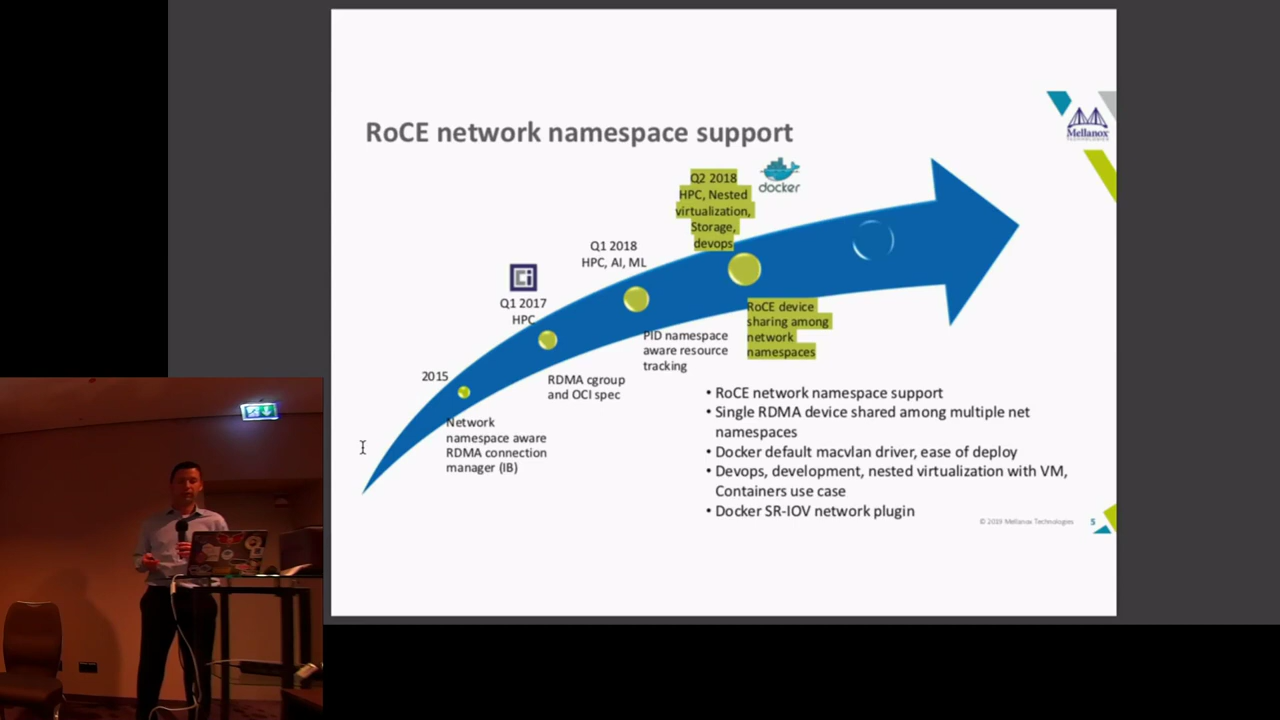 RoCE network namespace support
Mellanox
TECHNOLOGIES
Q2 2018
HPC, Nested
virtualization,
Storage,
devops
docker
Q1 2018
HPC, AI, ML
Q1 2017
HPC
2015
RoCE device
sharing among
network
namespaces
PID namespace
aware resource
tracking
RDMA cgroup
and OCI spec
Network
namespace aware
RDMA connection
manager (IB)
• RoCE network namespace support
• Single RDMA device shared among multiple net
namespaces
• Docker default macvlan driver, ease of deploy
• Devops, development, nested virtualization with VM,
Containers use case
• Docker SR-IOV network plugin
© 2019 Mellanox Technologies
5